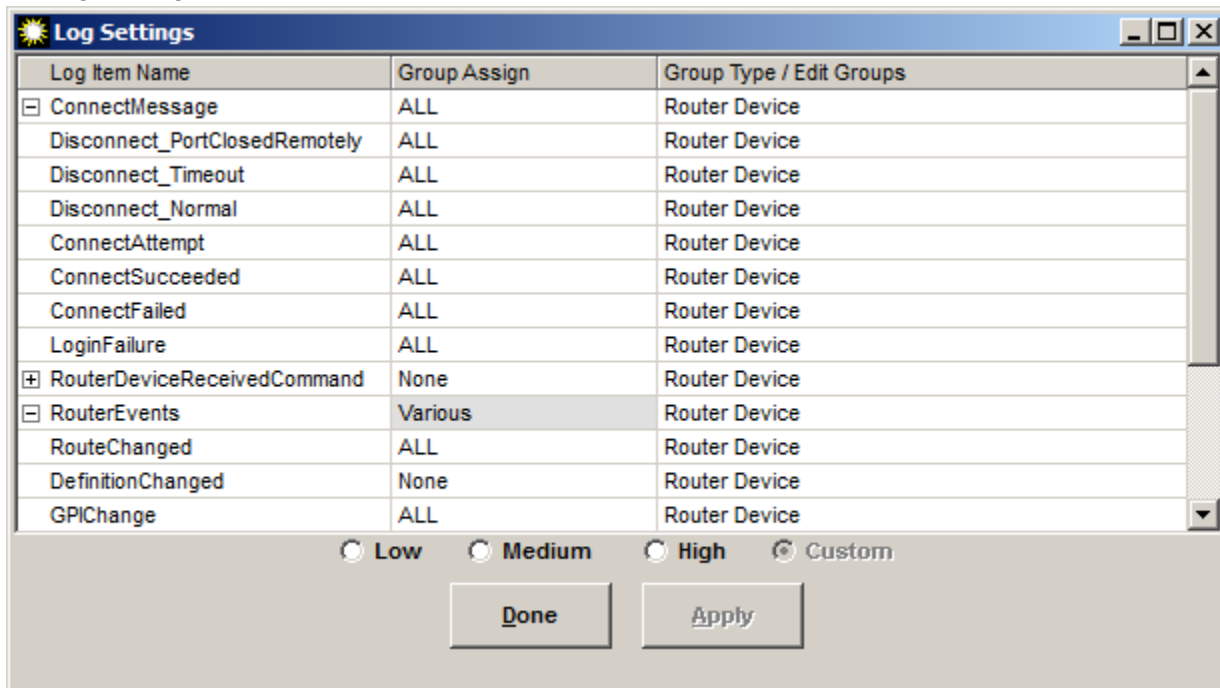 Log Settings
Log Item Name Group Assign Group Type / Edit Groups
ConnectMessage ALL Router Device
Disconnect_PortClosedRemotely ALL Router Device
Disconnect_Timeout ALL Router Device
Disconnect_Normal ALL Router Device
ConnectAttempt ALL Router Device
ConnectSucceeded ALL Router Device
ConnectFailed ALL Router Device
LoginFailure ALL Router Device
RouterDeviceReceivedCommand None Router Device
RouterEvents Various Router Device
RouteChanged ALL Router Device
DefinitionChanged None Router Device
GPIChange ALL Router Device
Low Medium High Custom
Done Apply